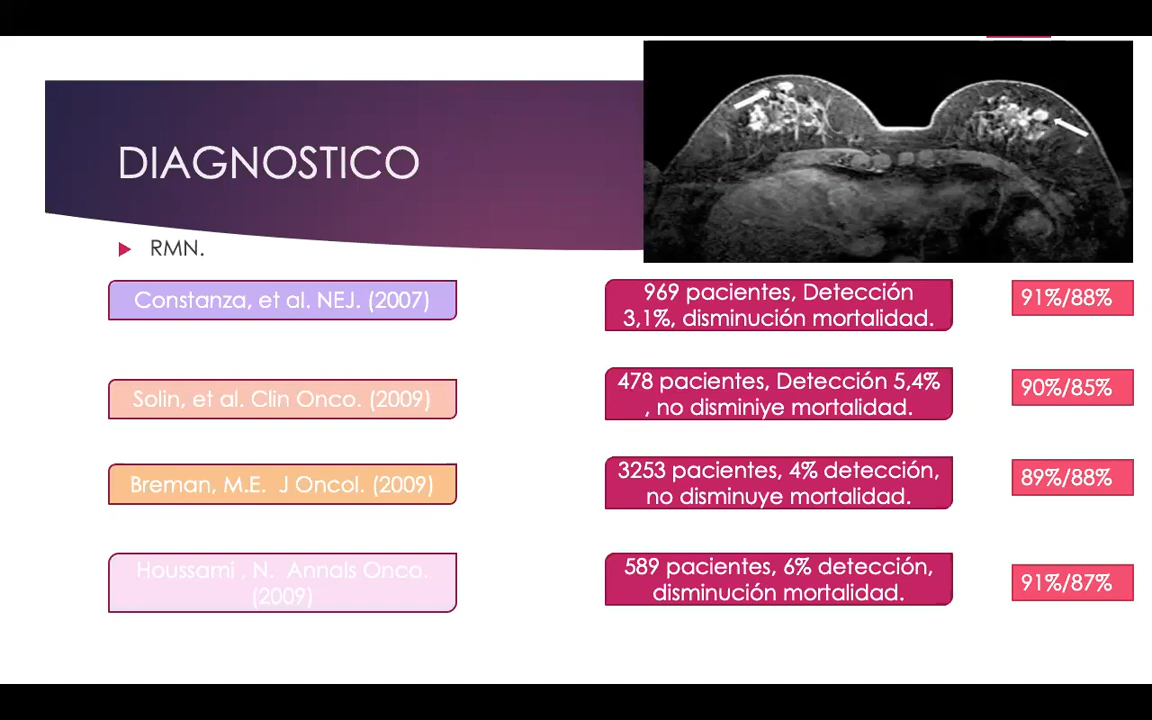 DIAGNOSTICO
RMN.
Constanza, et al. NEJ. (2007)
969 pacientes, Detección
3,1%, disminución mortalidad.
91%/88%
Solin, et al. Clin Onco. (2009)
478 pacientes, Detección 5,4%
, no disminiye mortalidad.
90%/85%
Breman, M.E. J Oncol. (2009)
3253 pacientes, 4% detección,
no disminuye mortalidad.
89%/88%
Houssami , N. Annals Onco.
(2009)
589 pacientes, 6% detección,
disminución mortalidad.
91%/87%